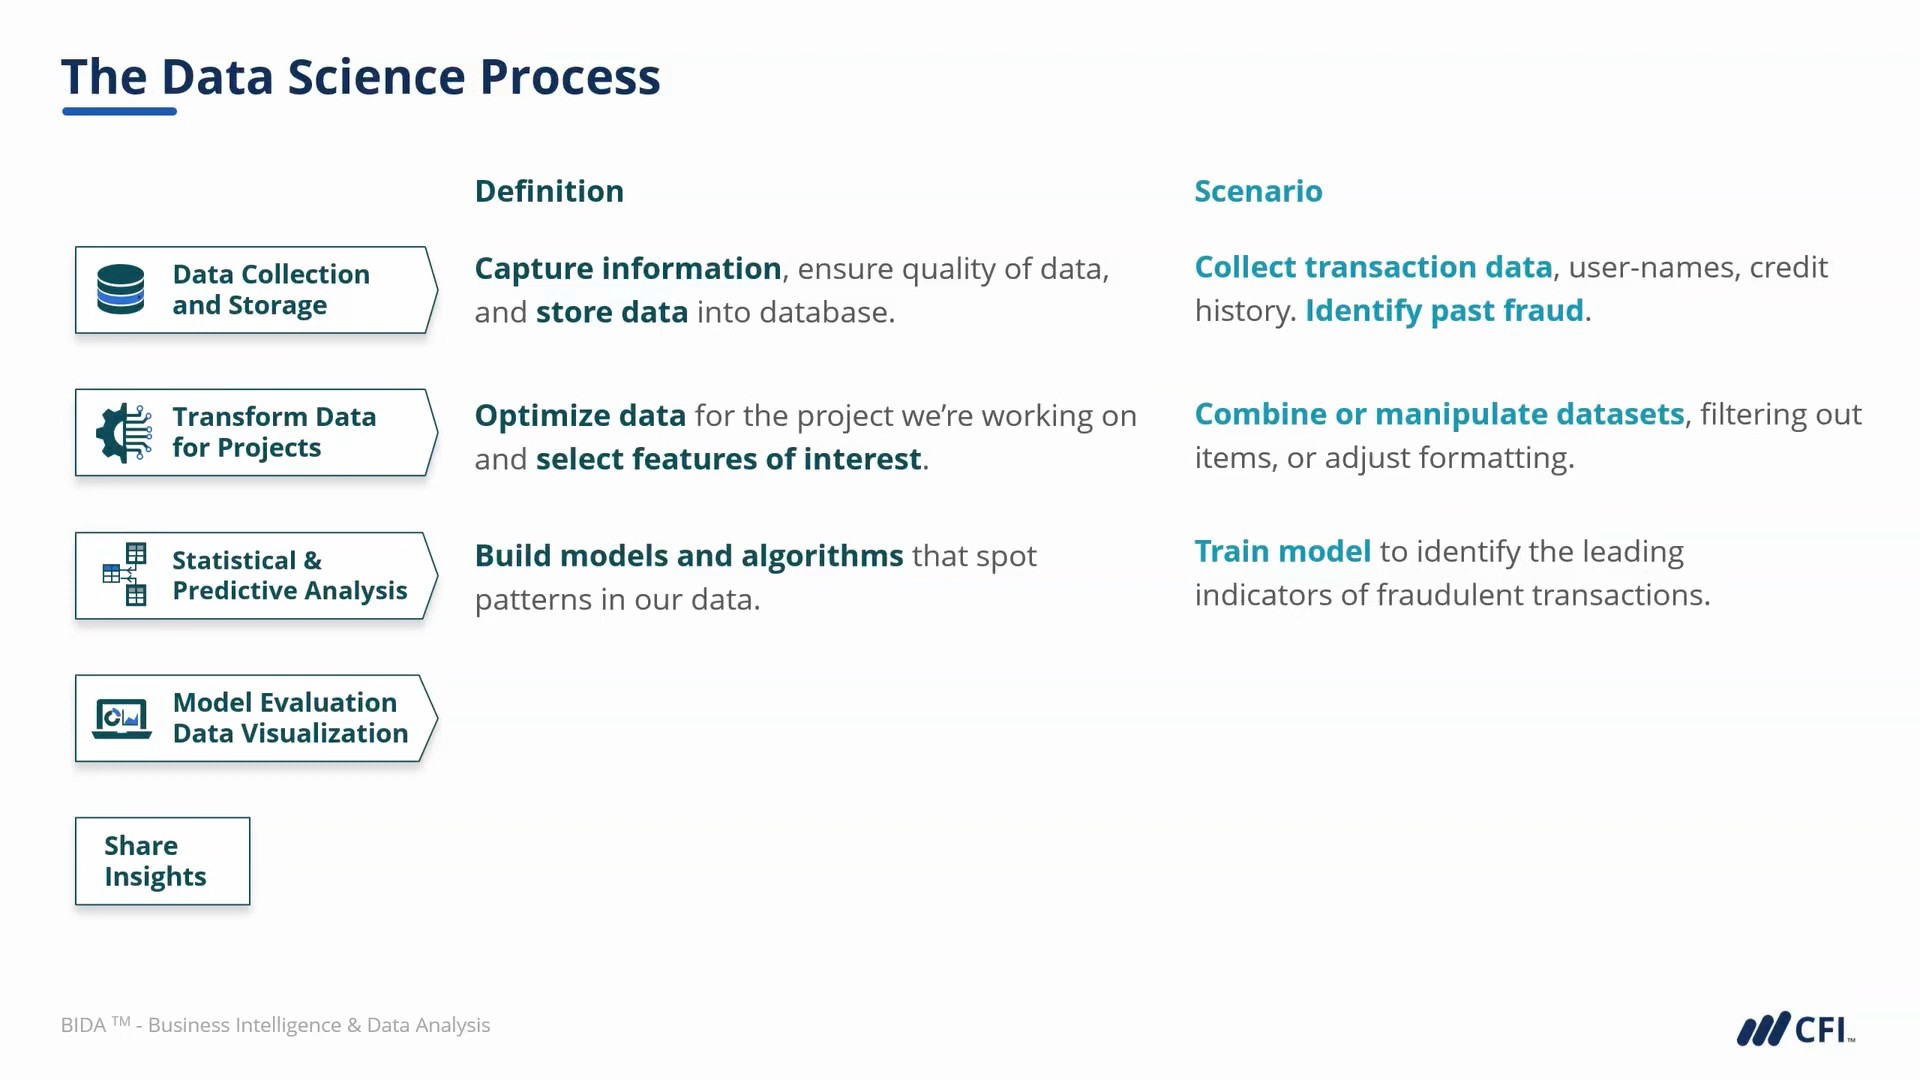 The Data Science Process
Definition
Scenario
Data Collection
and Storage
Capture information, ensure quality of data,
and store data into database.
Collect transaction data, user-names, credit
history. Identify past fraud.
Transform Data
for Projects
Optimize data for the project we’re working on
and select features of interest.
Combine or manipulate datasets, filtering out
items, or adjust formatting.
Statistical &
Predictive Analysis
Build models and algorithms that spot
patterns in our data.
Train model to identify the leading
indicators of fraudulent transactions.
Model Evaluation
Data Visualization
Share
Insights
BIDA ™ - Business Intelligence & Data Analysis
CFI™